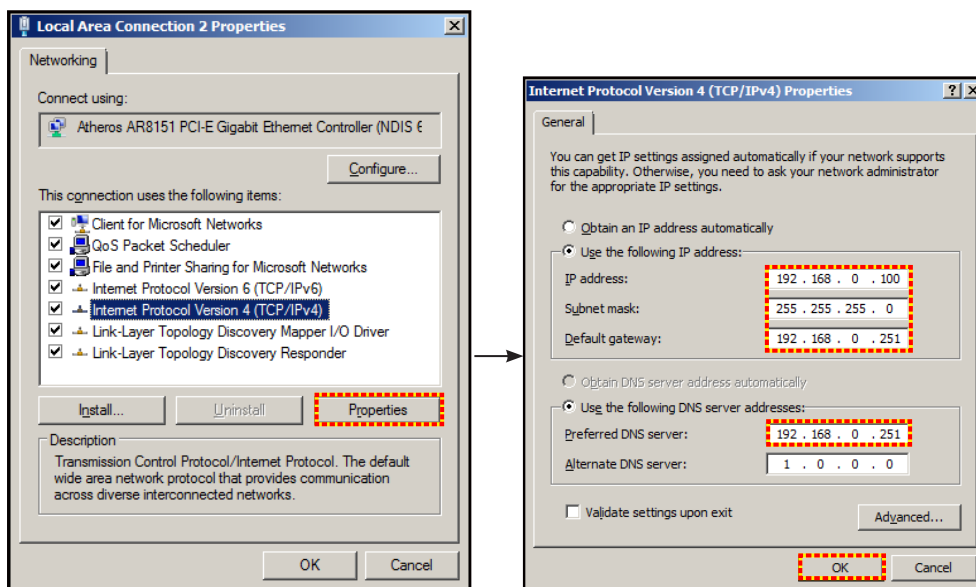 Local Area Connection 2 Properties
Networking
Connect using:
Atheros AR8151 PCI-E Gigabit Ethernet Controller (NDIS 6
Configure...
This connection uses the following items:
Client for Microsoft Networks
QoS Packet Scheduler
File and Printer Sharing for Microsoft Networks
Internet Protocol Version 6 (TCP/IPv6)
Internet Protocol Version 4 (TCP/IPv4)
Link-Layer Topology Discovery Mapper I/O Driver
Link-Layer Topology Discovery Responder
Install...
Uninstall
Properties
Description
Transmission Control Protocol/Internet Protocol. The default
wide area network protocol that provides communication
across diverse interconnected networks.
OK
Cancel
Internet Protocol Version 4 (TCP/IPv4) Properties
General
You can get IP settings assigned automatically if your network supports
this capability. Otherwise, you need to ask your network administrator
for the appropriate IP settings.
Obtain an IP address automatically
Use the following IP address:
IP address: 192 . 168 . 0 . 100
Subnet mask: 255 . 255 . 255 . 0
Default gateway: 192 . 168 . 0 . 251
Obtain DNS server address automatically
Use the following DNS server addresses:
Preferred DNS server: 192 . 168 . 0 . 251
Alternate DNS server: 1 . 0 . 0 . 0
Validate settings upon exit
Advanced...
OK
Cancel